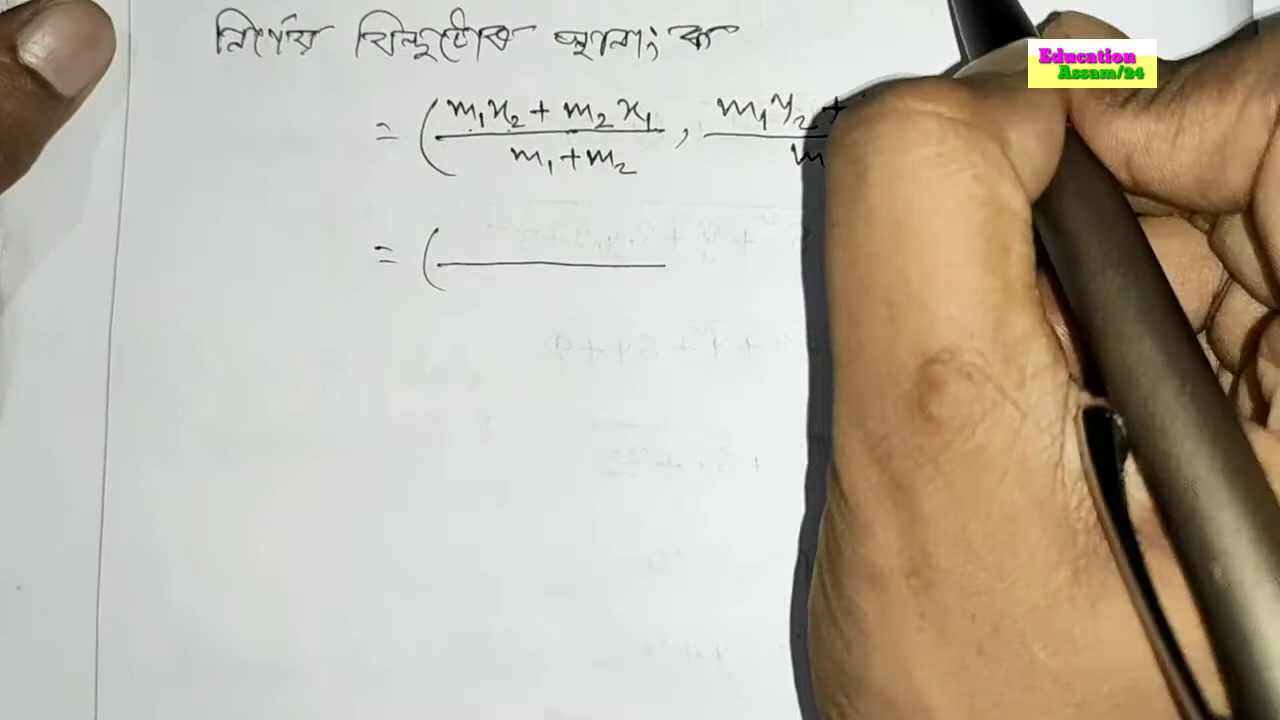 নিৰ্ণেয় বিন্দুটোৰ স্থানাংক
= ( m₁x₂ + m₂x₁ / m₁ + m₂ , m₁y₂ + / m
= (
Education
Assam/24